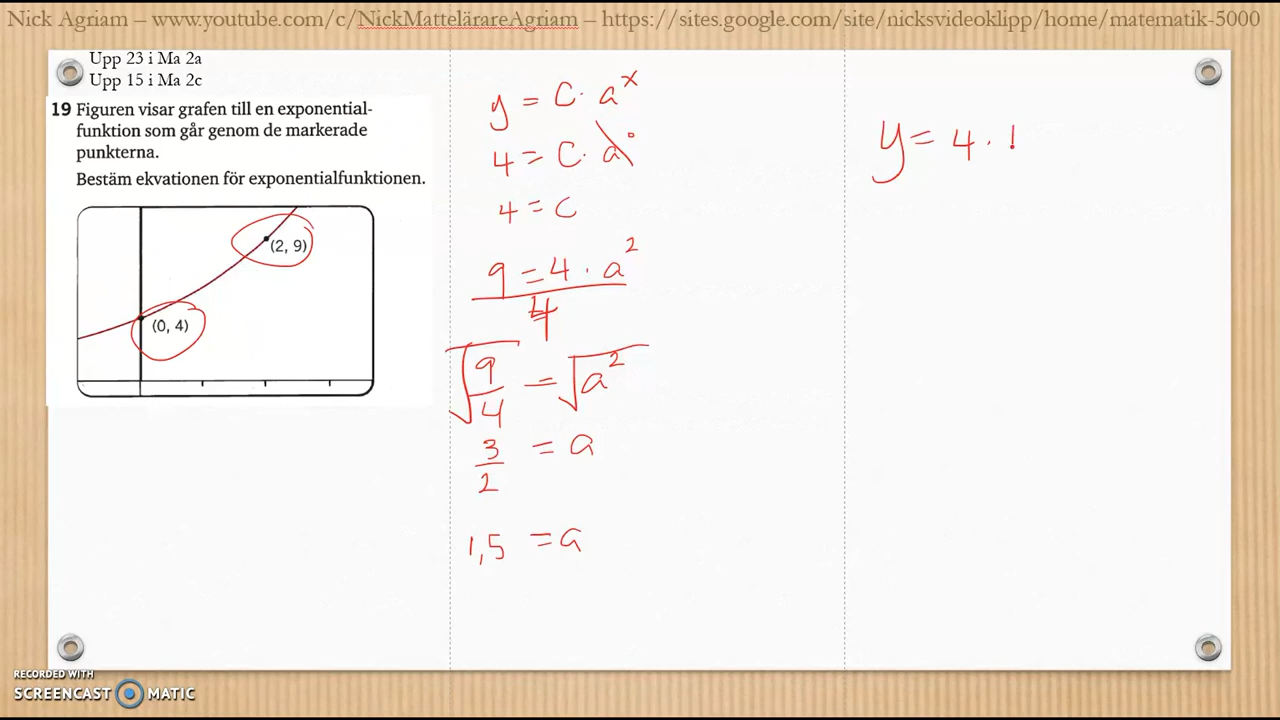 Nick Agriam – www.youtube.com/c/NickMattelärareAgriam – https://sites.google.com/site/nicksvideoklipp/home/matematik-5000
Upp 23 i Ma 2a
Upp 15 i Ma 2c
19 Figuren visar grafen till en exponential-
funktion som går genom de markerade
punkterna.
Bestäm ekvationen för exponentialfunktionen.
(2, 9)
(0, 4)
y = C · a^x
4 = C · a^0
4 = C
9 = 4 · a^2
4
√(9/4) = √(a^2)
3/2 = a
1,5 = a
y = 4 · 1
RECORDED WITH
SCREENCAST MATIC